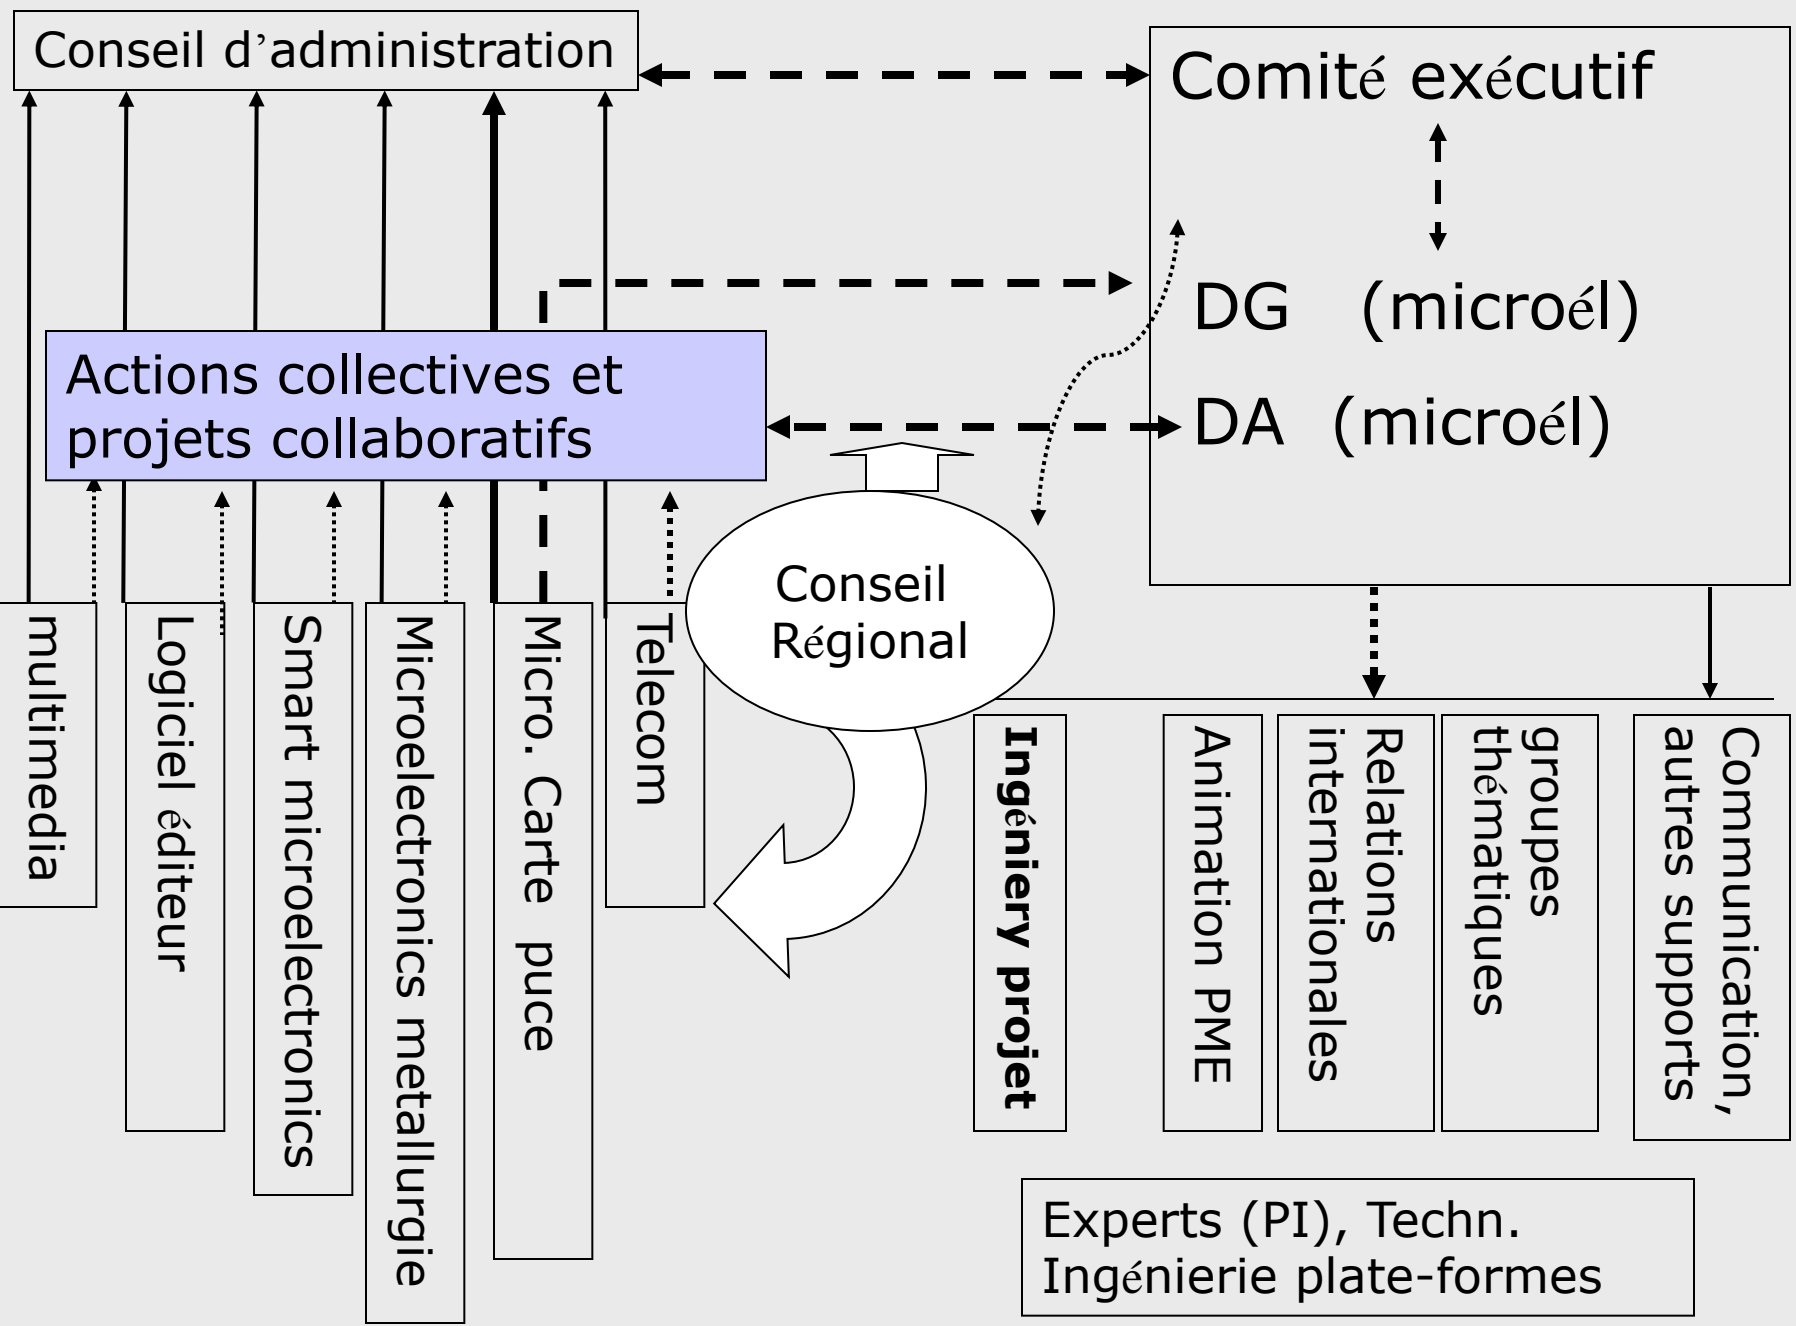 Conseil d’administration
Comité exécutif
DG (microél)
DA (microél)
Actions collectives et
projets collaboratifs
Conseil
Régional
multimedia
Logiciel éditeur
Smart microelectronics
Microelectronics metallurgie
Micro. Carte puce
Telecom
Ingéniery projet
Animation PME
Relations
internationales
groupes
thématiques
Communication,
autres supports
Experts (PI), Techn.
Ingénierie plate-formes